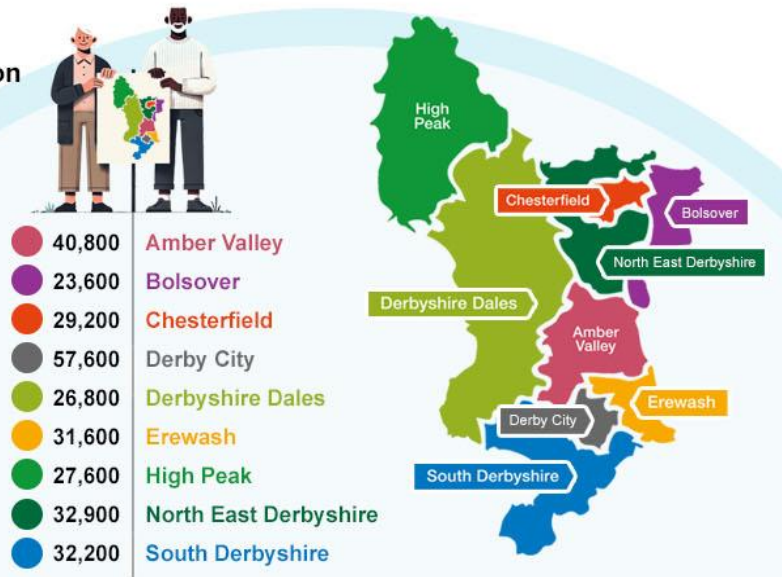 on
40,800 Amber Valley
23,600 Bolsover
29,200 Chesterfield
57,600 Derby City
26,800 Derbyshire Dales
31,600 Erewash
27,600 High Peak
32,900 North East Derbyshire
32,200 South Derbyshire
High
Peak
Chesterfield
Bolsover
North East Derbyshire
Derbyshire Dales
Amber
Valley
Erewash
Derby City
South Derbyshire